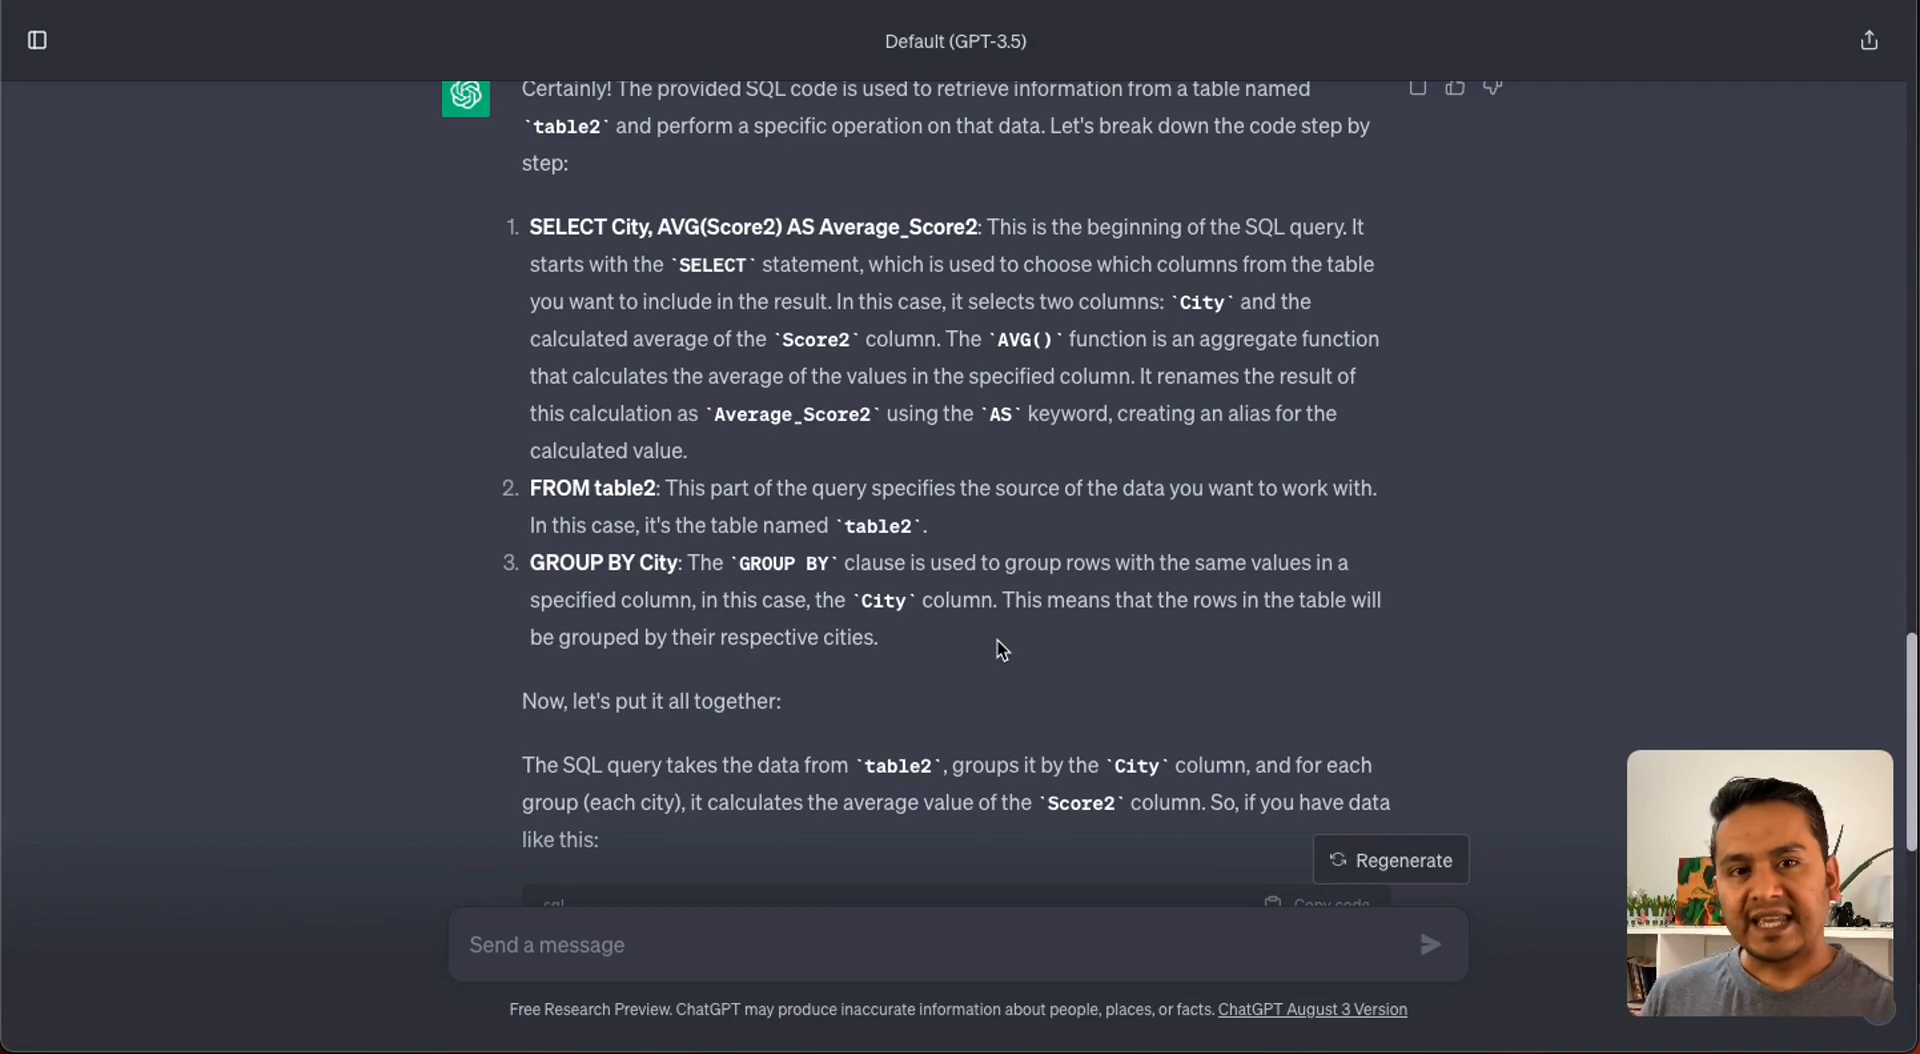 Default (GPT-3.5)
Certainly! The provided SQL code is used to retrieve information from a table named
`table2` and perform a specific operation on that data. Let's break down the code step by
step:
1. SELECT City, AVG(Score2) AS Average_Score2: This is the beginning of the SQL query. It
starts with the `SELECT` statement, which is used to choose which columns from the table
you want to include in the result. In this case, it selects two columns: `City` and the
calculated average of the `Score2` column. The `AVG()` function is an aggregate function
that calculates the average of the values in the specified column. It renames the result of
this calculation as `Average_Score2` using the `AS` keyword, creating an alias for the
calculated value.
2. FROM table2: This part of the query specifies the source of the data you want to work with.
In this case, it's the table named `table2`.
3. GROUP BY City: The `GROUP BY` clause is used to group rows with the same values in a
specified column, in this case, the `City` column. This means that the rows in the table will
be grouped by their respective cities.
Now, let's put it all together:
The SQL query takes the data from `table2`, groups it by the `City` column, and for each
group (each city), it calculates the average value of the `Score2` column. So, if you have data
like this:
Regenerate
sql Copy code
Send a message
Free Research Preview. ChatGPT may produce inaccurate information about people, places, or facts. ChatGPT August 3 Version